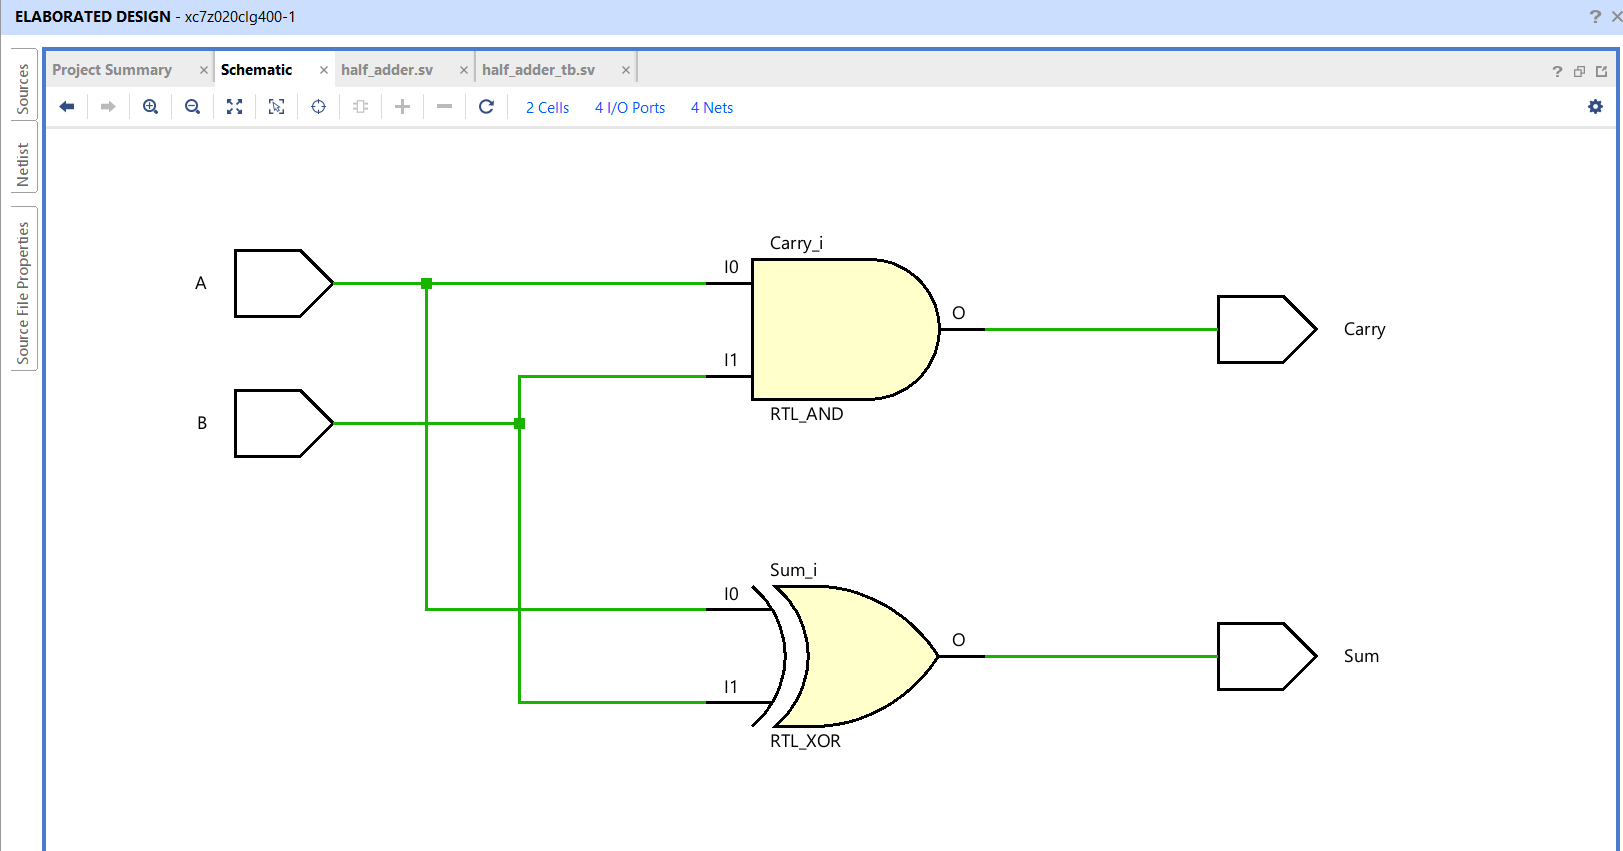 ELABORATED DESIGN - xc7z020clg400-1
Sources
Netlist
Source File Properties
Project Summary
Schematic
half_adder.sv
half_adder_tb.sv
2 Cells
4 I/O Ports
4 Nets
Carry_i
I0
A
O
Carry
I1
RTL_AND
B
Sum_i
I0
O
Sum
I1
RTL_XOR